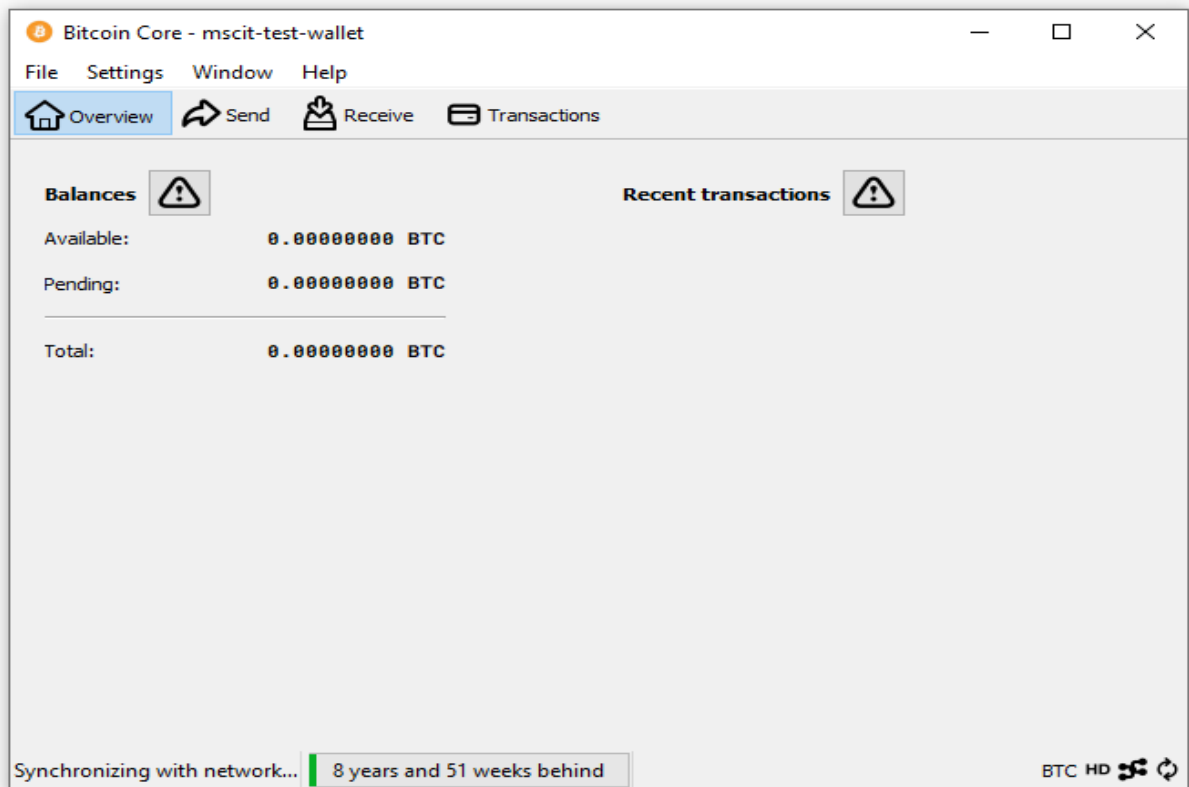 Bitcoin Core - mscit-test-wallet
File Settings Window Help
Overview Send Receive Transactions
Balances Recent transactions
Available: 0.00000000 BTC
Pending: 0.00000000 BTC
Total: 0.00000000 BTC
Synchronizing with network... 8 years and 51 weeks behind BTC HD